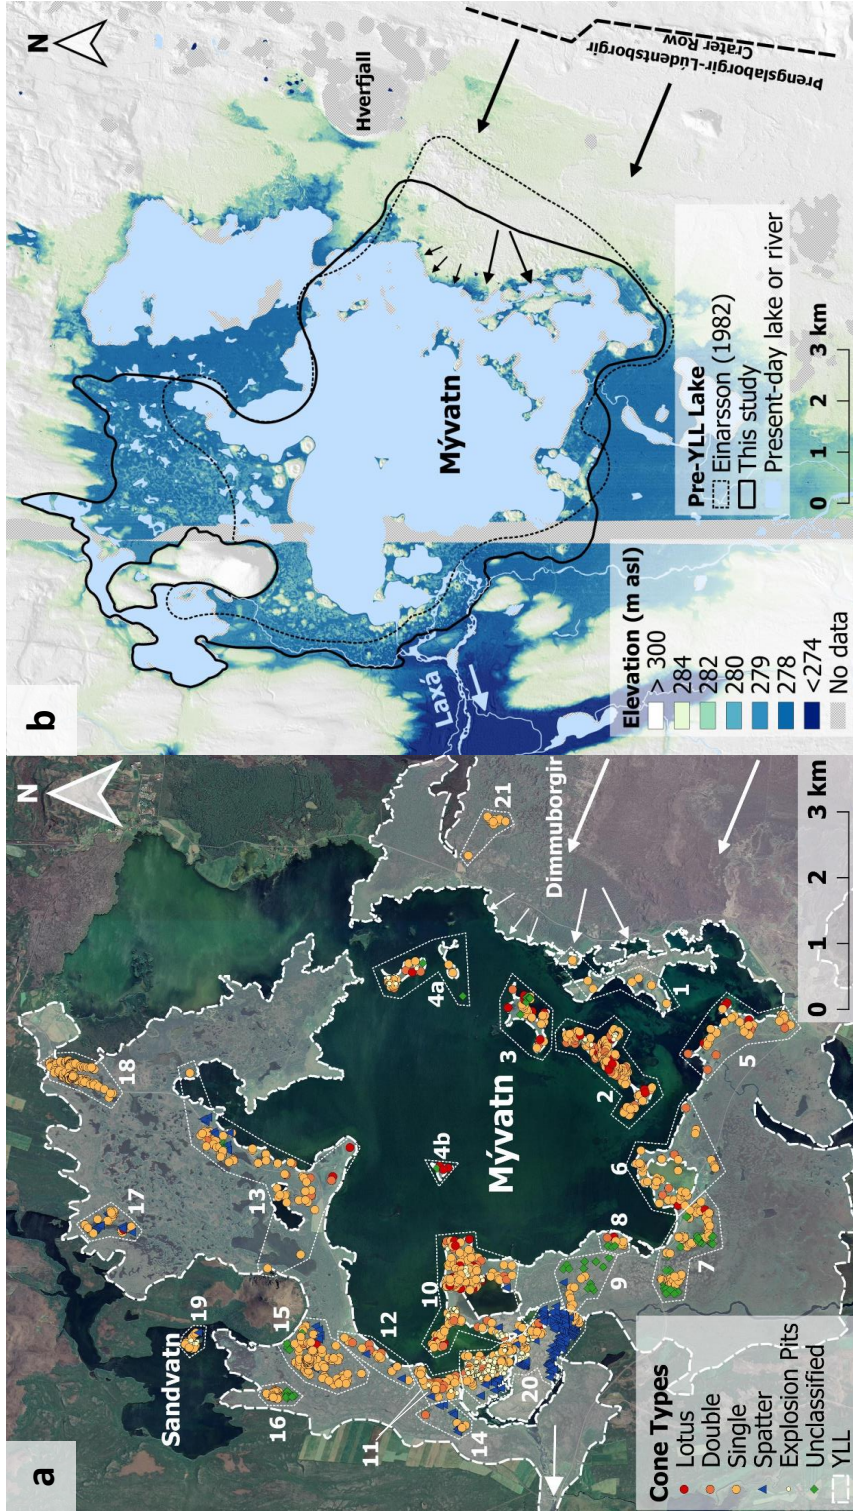 a
N
Sandvatn
19
17
18
16
15
13
12
11
14
10
20
4b
4a
9
8
7
6
5
3
2
1
21
Mývatn
Dimmuborgir
Cone Types
Lotus
Double
Single
Spatter
Explosion Pits
Unclassified
YLL
0 1 2 3 km
b
N
Hverfjall
Mývatn
Laxa
Þrengslaborgir-Lúdentsborgir
Crater Row
Elevation (m asl)
> 300
284
282
280
279
278
<274
No data
Pre-YLL Lake
Einarsson (1982)
This study
Present-day lake or river
0 1 2 3 km